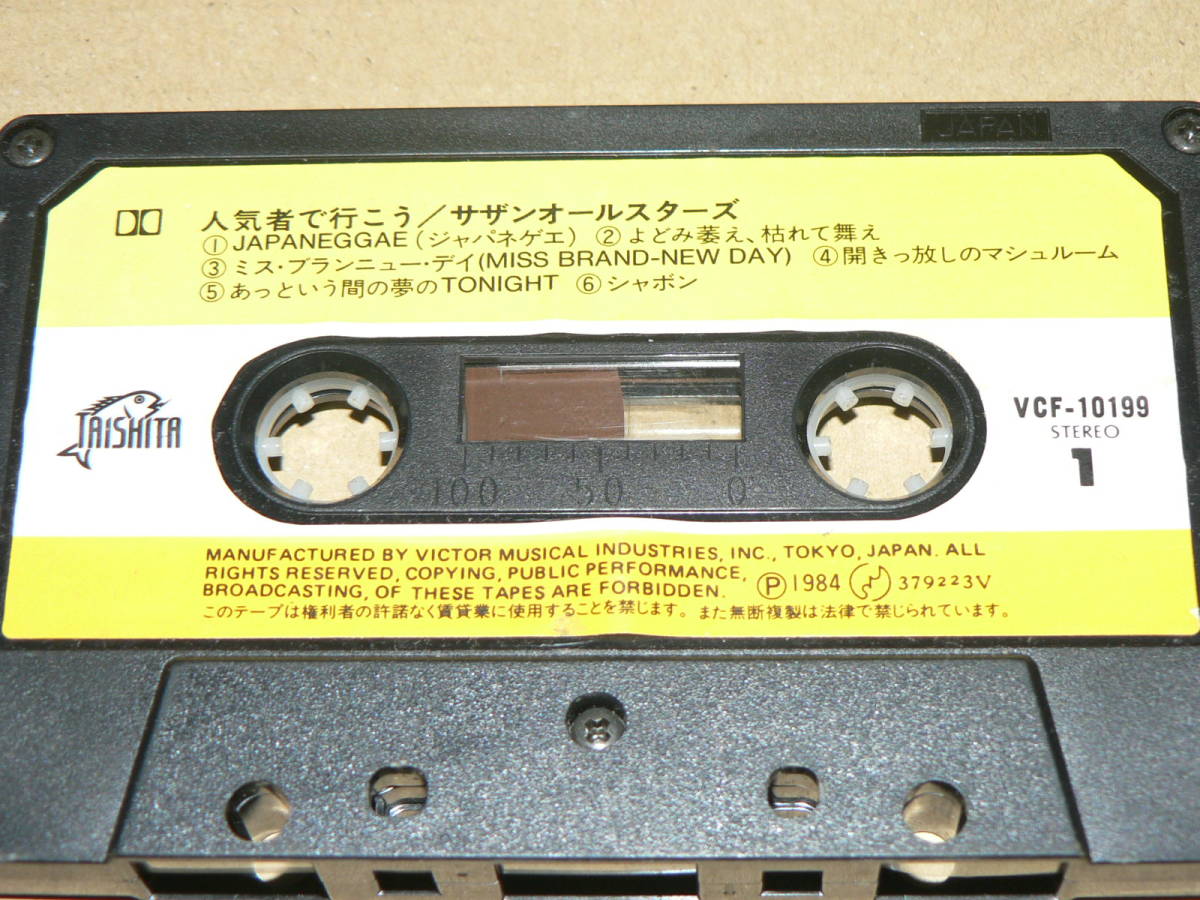 JAPAN
人気者で行こう／サザンオールスターズ
①JAPANEGGAE（ジャパネゲエ） ②よどみ萎え、枯れて舞え
③ミス・ブランニュー・デイ(MISS BRAND-NEW DAY) ④開きっ放しのマシュルーム
⑤あっという間の夢のTONIGHT ⑥シャボン
TAISHITA
VCF-10199
STEREO
1
100 50 0
MANUFACTURED BY VICTOR MUSICAL INDUSTRIES, INC., TOKYO, JAPAN. ALL
RIGHTS RESERVED, COPYING, PUBLIC PERFORMANCE,
BROADCASTING, OF THESE TAPES ARE FORBIDDEN.
Ⓟ1984 379223V
このテープは権利者の許諾なく賃貸業に使用することを禁じます。また無断複製は法律で禁じられています。